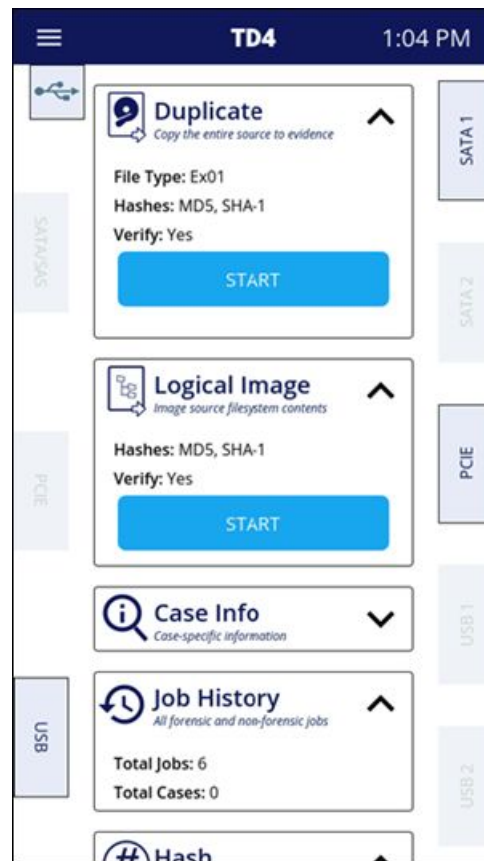 TD4
1:04 PM
Duplicate
Copy the entire source to evidence
File Type: Ex01
Hashes: MD5, SHA-1
Verify: Yes
START
Logical Image
Image source filesystem contents
Hashes: MD5, SHA-1
Verify: Yes
START
Case Info
Case-specific information
Job History
All forensic and non-forensic jobs
Total Jobs: 6
Total Cases: 0
Hash
SATA/SAS
PCIE
USB
SATA 1
SATA 2
PCIE
USB 1
USB 2